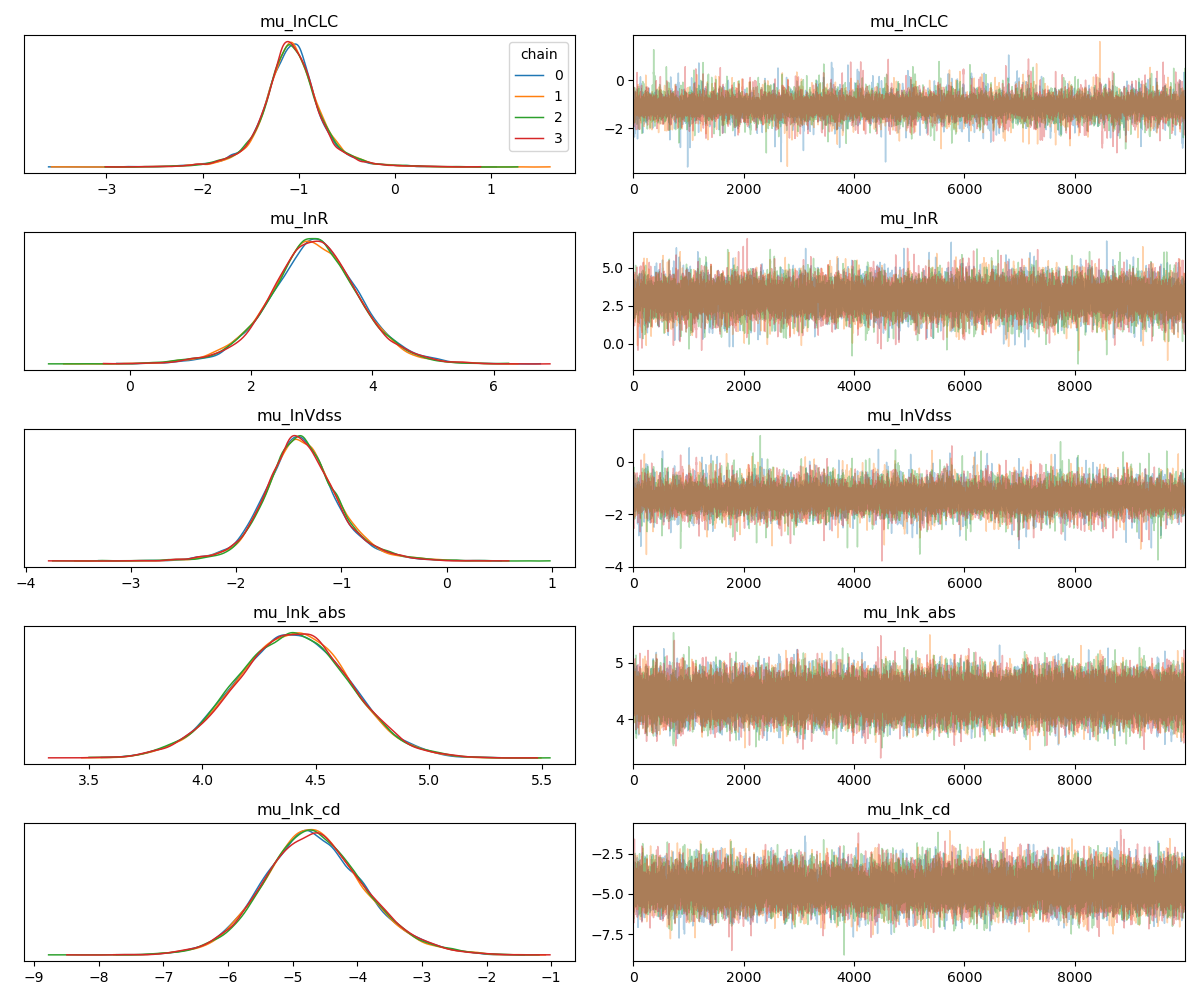 mu_lnCLC
chain
0
1
2
3
−3 −2 −1 0 1
mu_lnCLC
0
−2
0 2000 4000 6000 8000
mu_lnR
0 2 4 6
mu_lnR
5.0
2.5
0.0
0 2000 4000 6000 8000
mu_lnVdss
−4 −3 −2 −1 0 1
mu_lnVdss
0
−2
−4
0 2000 4000 6000 8000
mu_lnk_abs
3.5 4.0 4.5 5.0 5.5
mu_lnk_abs
5
4
0 2000 4000 6000 8000
mu_lnk_cd
−9 −8 −7 −6 −5 −4 −3 −2 −1
mu_lnk_cd
−2.5
−5.0
−7.5
0 2000 4000 6000 8000